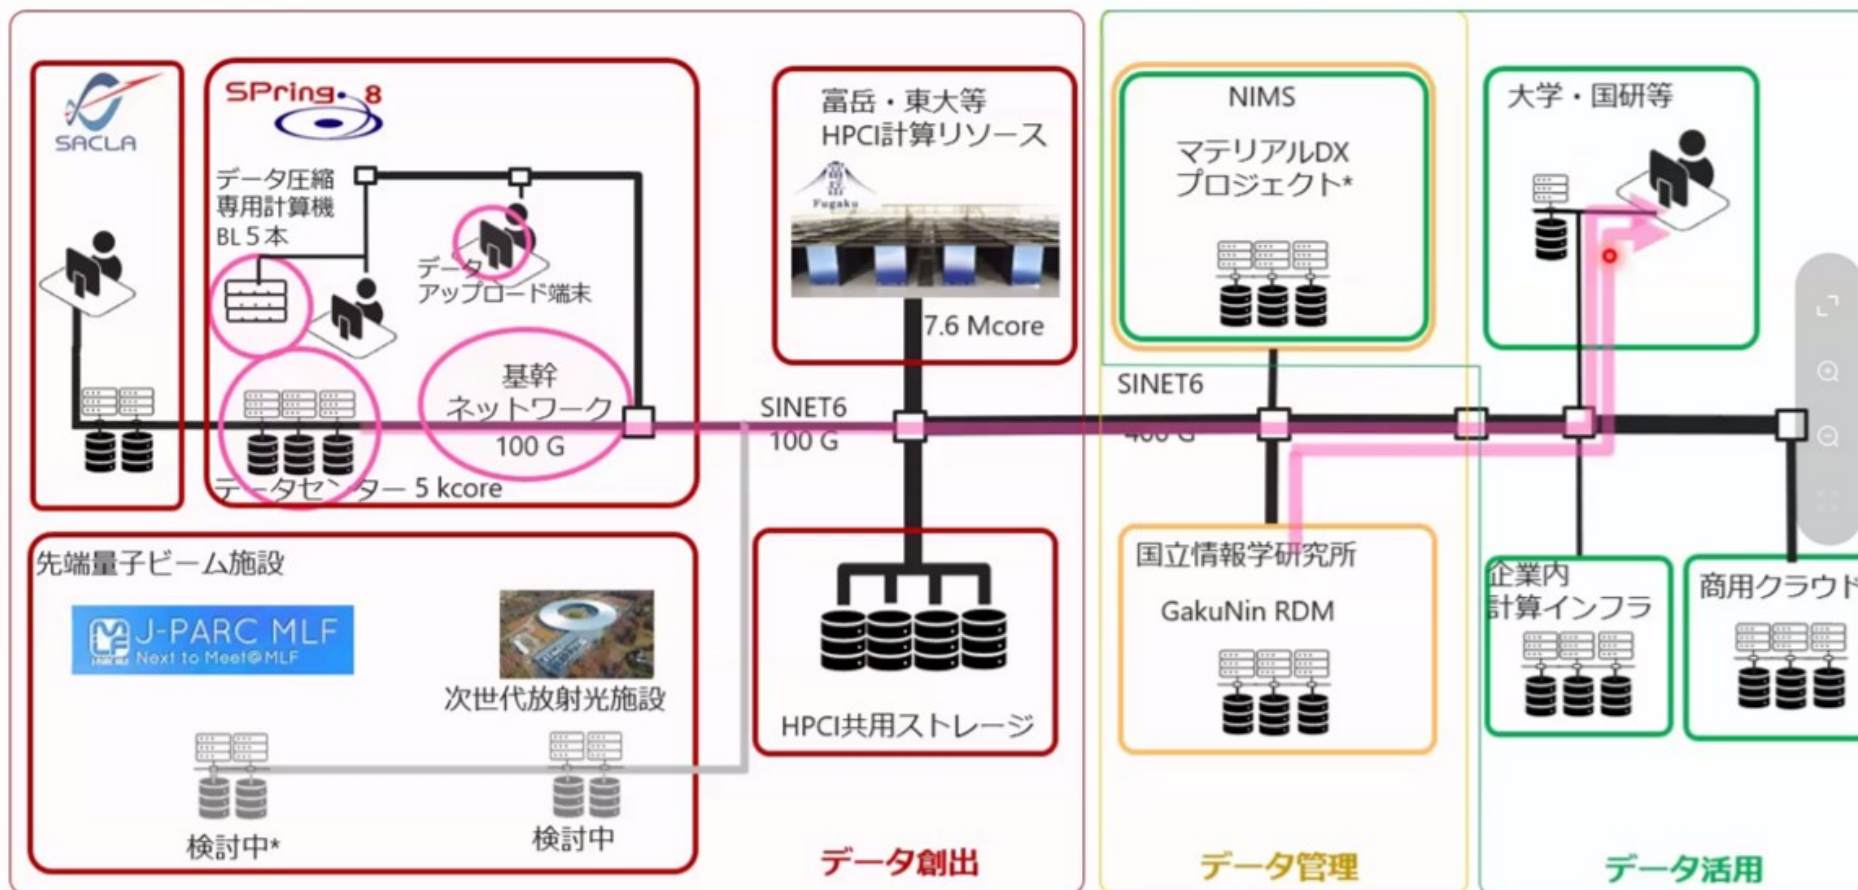 SACLA
SPring-8
データ圧縮
専用計算機
BL 5 本
データ
アップロード端末
基幹
ネットワーク
100 G
データセンター 5 kcore
富岳・東大等
HPCI計算リソース
富岳
Fugaku
7.6 Mcore
SINET6
100 G
HPCI共用ストレージ
先端量子ビーム施設
J-PARC MLF
Next to Meet@MLF
次世代放射光施設
検討中*
検討中
データ創出
NIMS
マテリアルDX
プロジェクト*
SINET6
400 G
国立情報学研究所
GakuNin RDM
データ管理
大学・国研等
企業内
計算インフラ
商用クラウド
データ活用